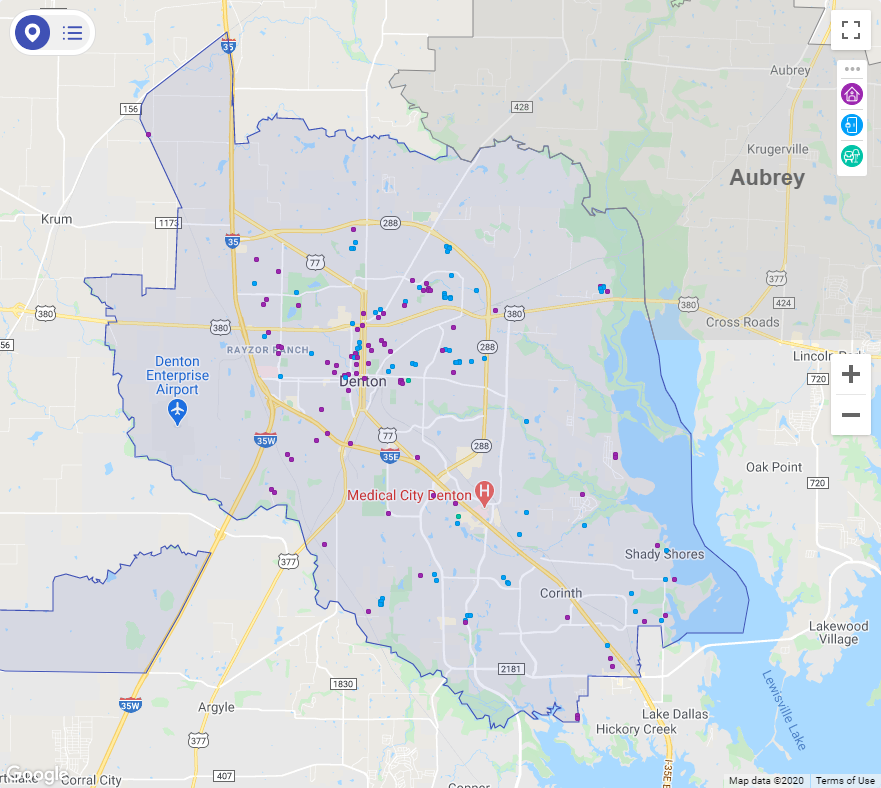 35
156
428
Aubrey
Krugerville
Aubrey
Krum
1173
288
35
77
77
380
380
380
380
424
Cross Roads
56
380
RAYZOR RANCH
288
Lincoln Park
720
Denton
Enterprise
Airport
Denton
35W
77
35E
288
Medical City Denton
H
Oak Point
720
377
Shady Shores
Corinth
Lakewood
Village
2181
1830
35W
Argyle
Lake Dallas
Hickory Creek
Lewisville Lake
377
407
Corral City
Google
Copper
I-35E
Map data ©2020
Terms of Use